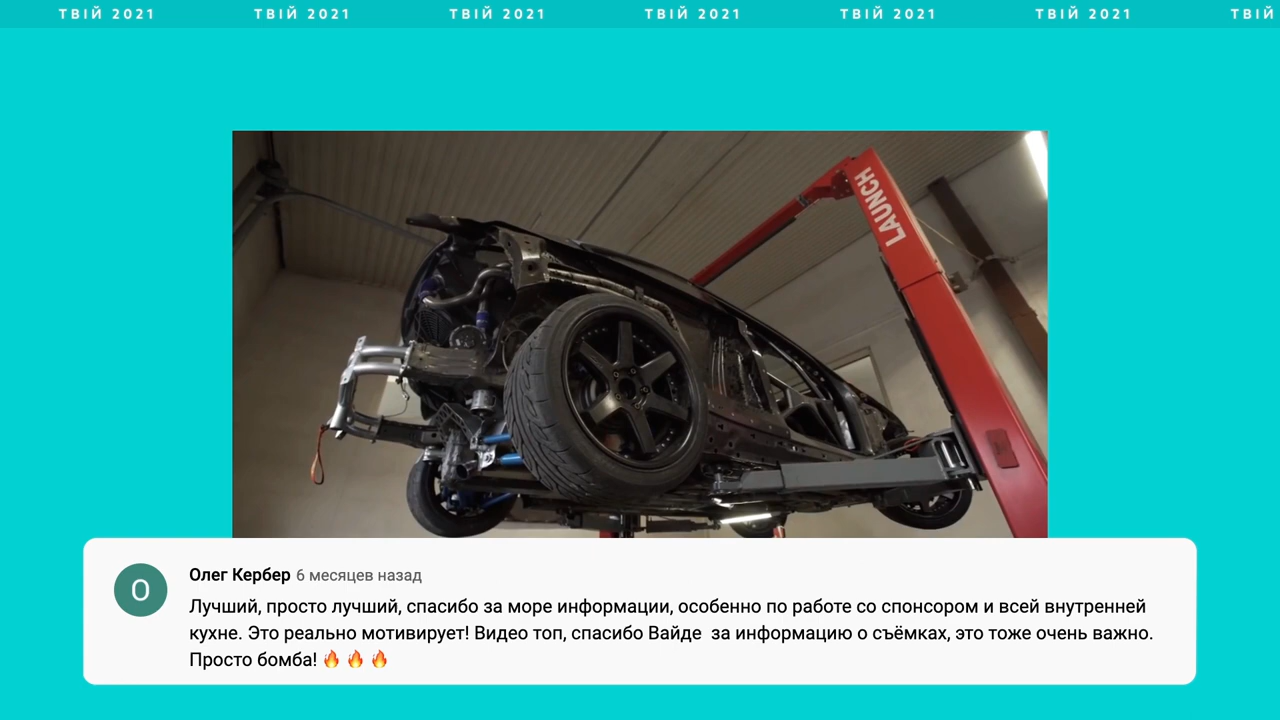 ТВІЙ 2021 ТВІЙ 2021 ТВІЙ 2021 ТВІЙ 2021 ТВІЙ 2021 ТВІЙ 2021 ТВІЙ
LAUNCH
О
Олег Кербер 6 месяцев назад
Лучший, просто лучший, спасибо за море информации, особенно по работе со спонсором и всей внутренней
кухне. Это реально мотивирует! Видео топ, спасибо Вайде за информацию о съёмках, это тоже очень важно.
Просто бомба! 🔥 🔥 🔥